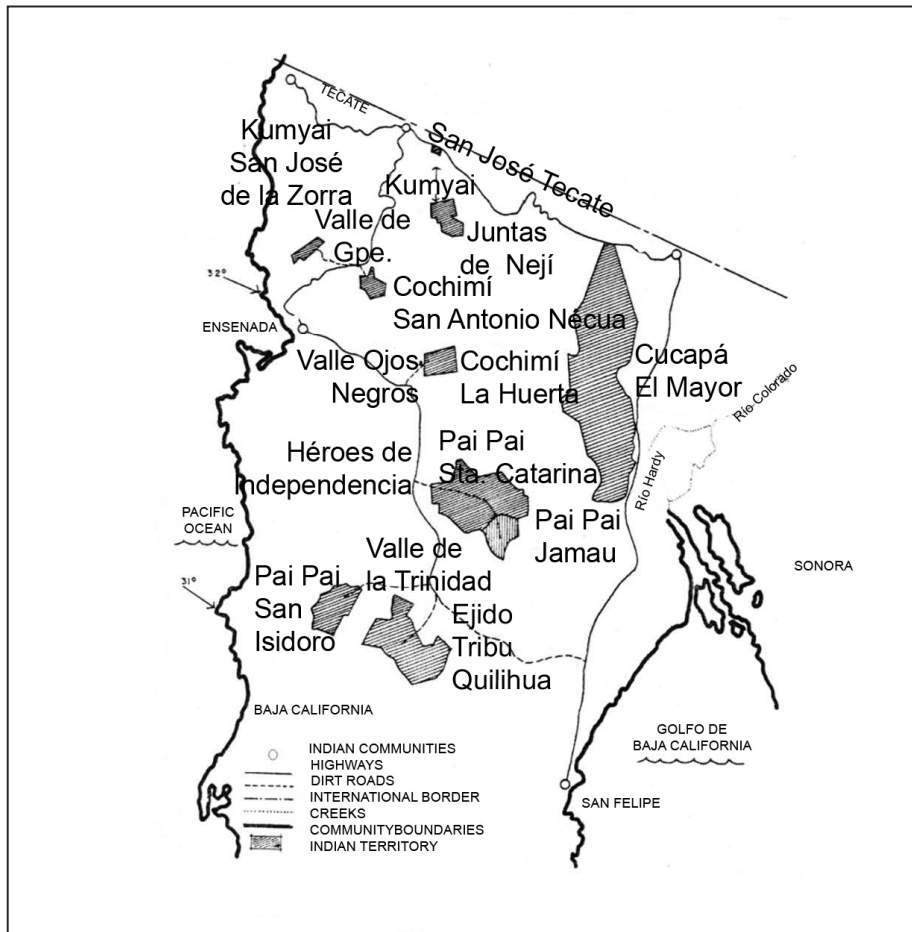 TECATE
San José Tecate
Kumyai
San José
de la Zorra
Kumyai
Valle de
Gpe.
Juntas
de Nejí
32º
Cochimí
San Antonio Nécua
ENSENADA
Valle Ojos
Negros
Cochimí
La Huerta
Cucapá
El Mayor
Río Colorado
Héroes de
Independencia
Pai Pai
Sta. Catarina
Río Hardy
PACIFIC
OCEAN
Pai Pai
Jamau
Valle de
la Trinidad
SONORA
31º
Pai Pai
San
Isidoro
Ejido
Tribu
Quilihua
BAJA CALIFORNIA
GOLFO DE
BAJA CALIFORNIA
SAN FELIPE
INDIAN COMMUNITIES
HIGHWAYS
DIRT ROADS
INTERNATIONAL BORDER
CREEKS
COMMUNITYBOUNDARIES
INDIAN TERRITORY